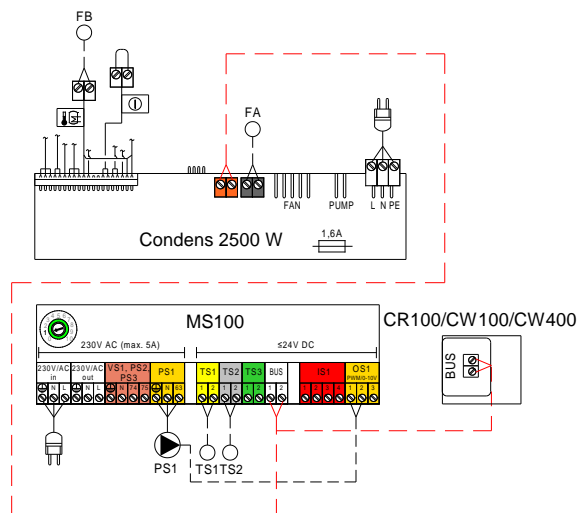 FB
FA
FAN
PUMP
L N PE
Condens 2500 W
1,6A
MS100
CR100/CW100/CW400
230V AC (max. 5A)
≤24V DC
230V/AC in
230V/AC out
VS1, PS2, PS3
PS1
TS1
TS2
TS3
BUS
IS1
OS1
PWM/0-10V
N L
N L
N 74 75
N 63
1 2
1 2
1 2
1 2
1 2 3 4
1 2 3
BUS
1
2
PS1
TS1
TS2